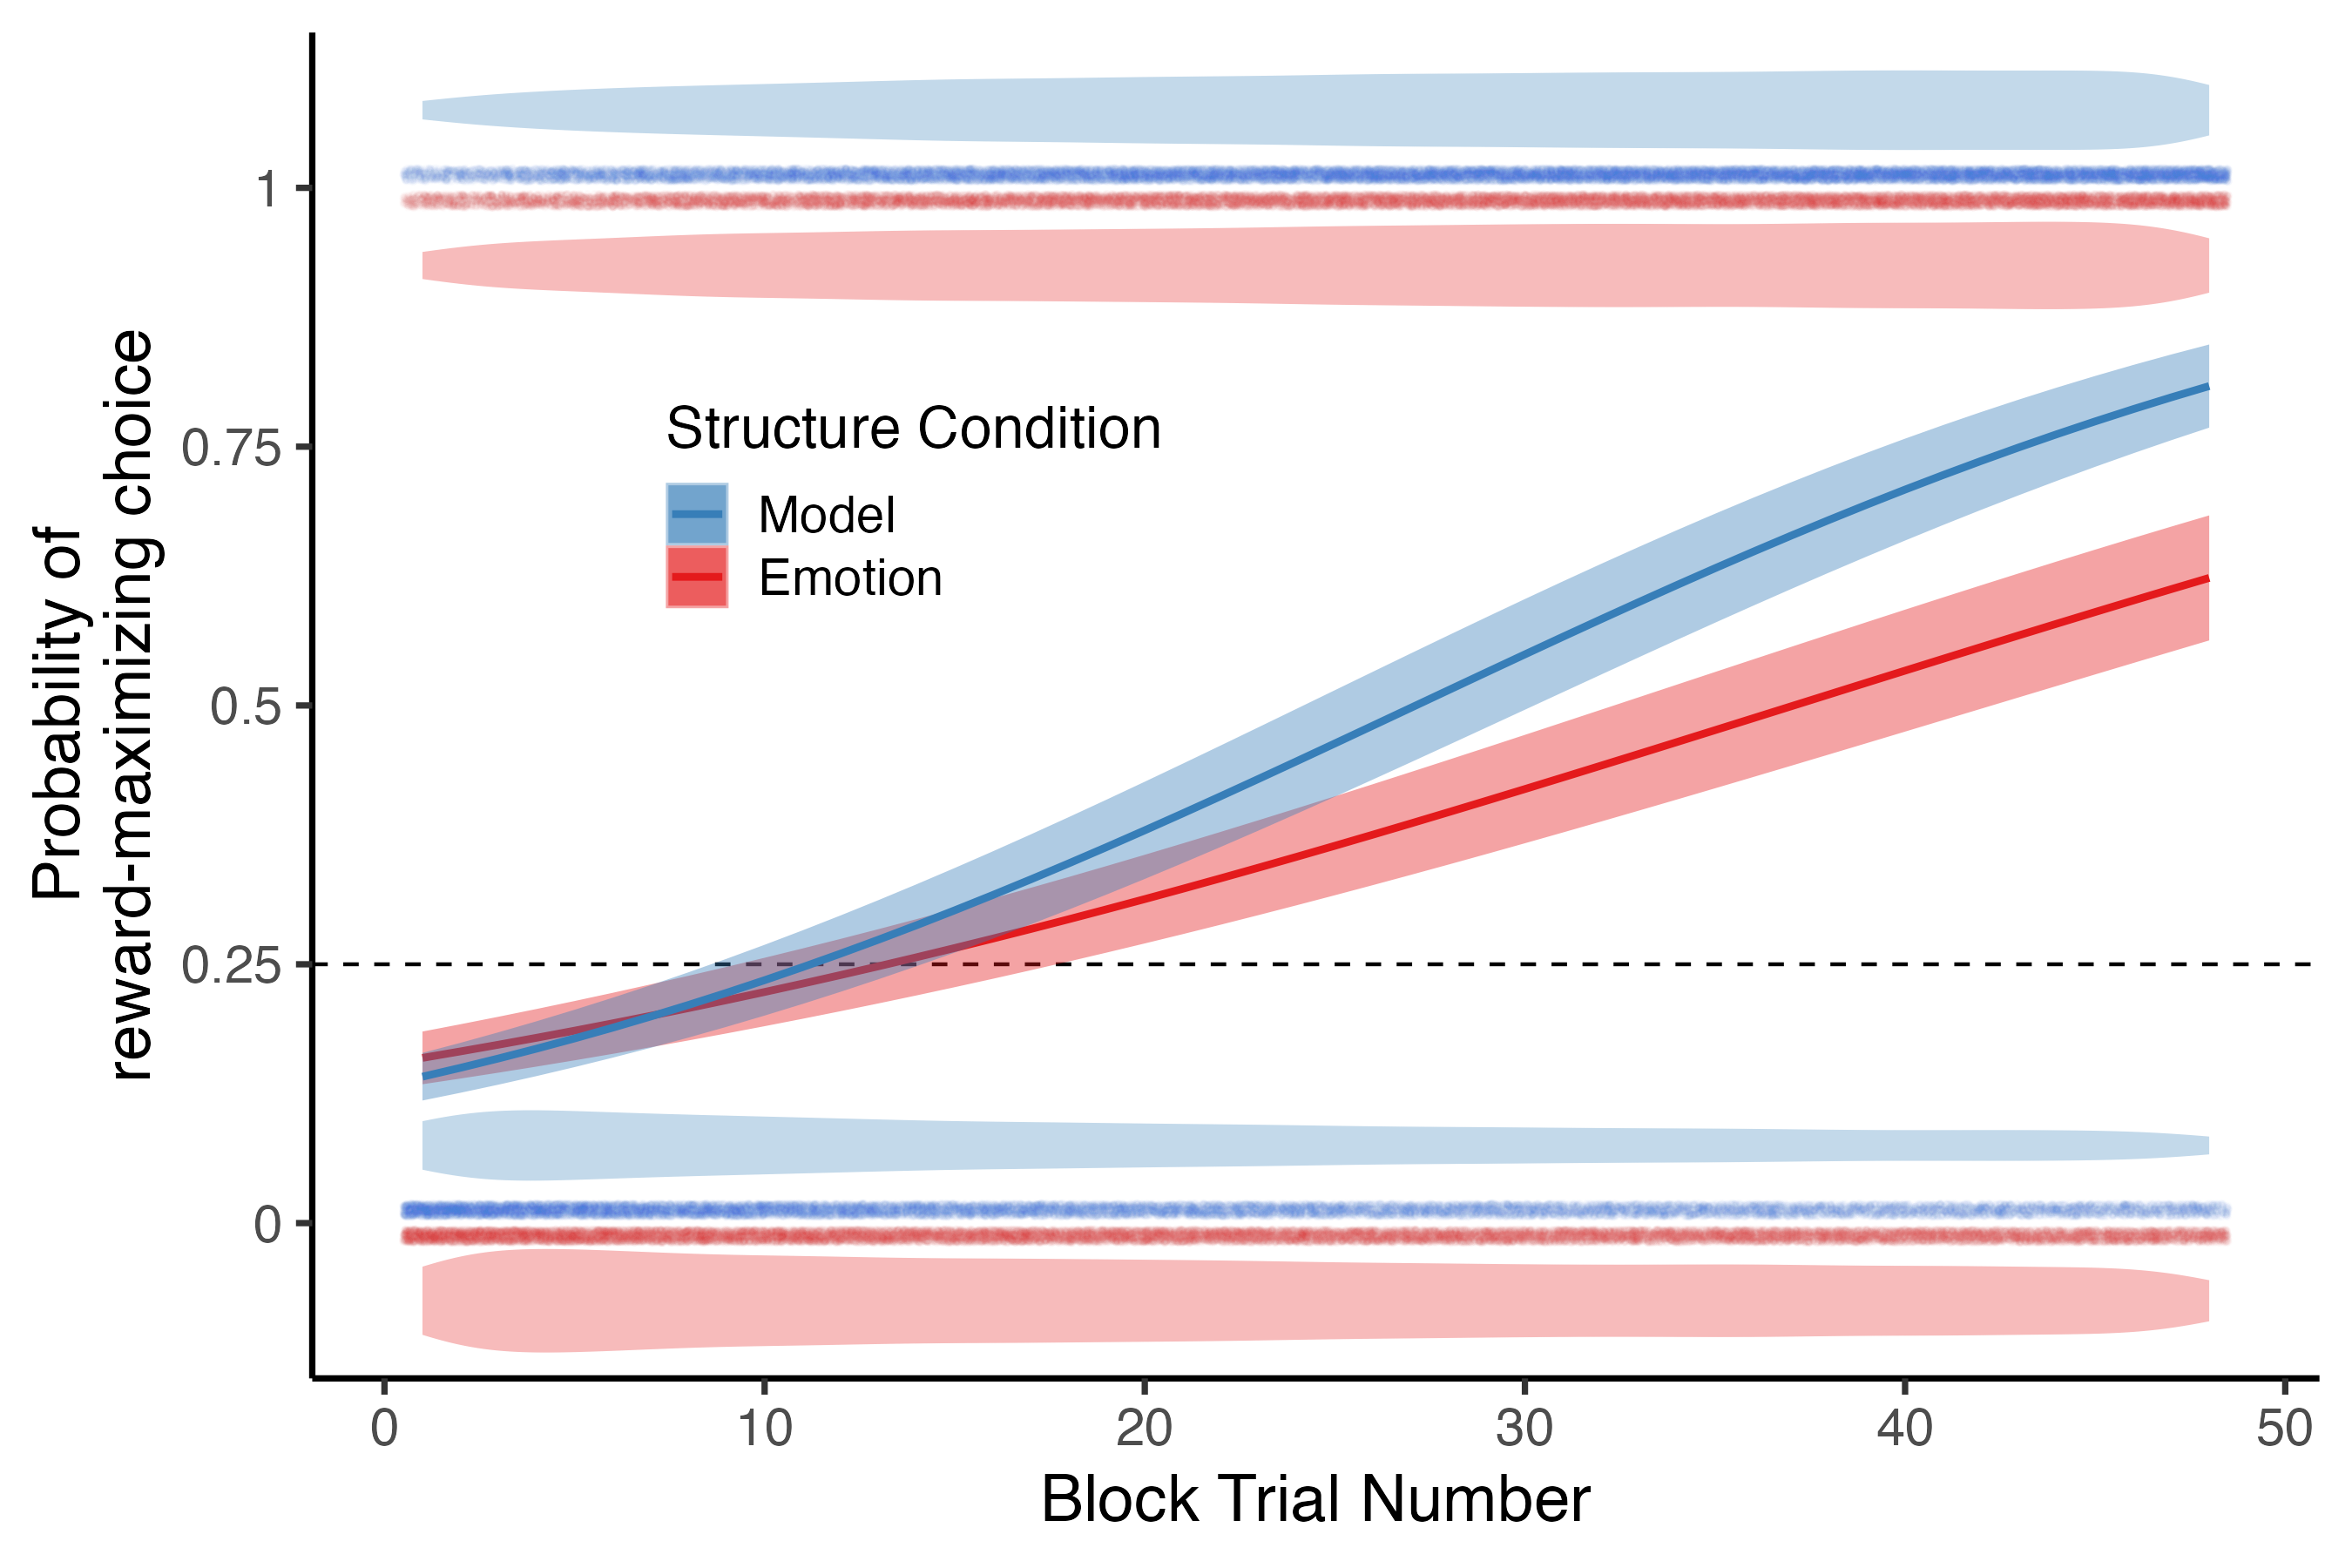 Probability of
reward-maximizing choice
1
0.75
0.5
0.25
0
Structure Condition
Model
Emotion
0 10 20 30 40 50
Block Trial Number